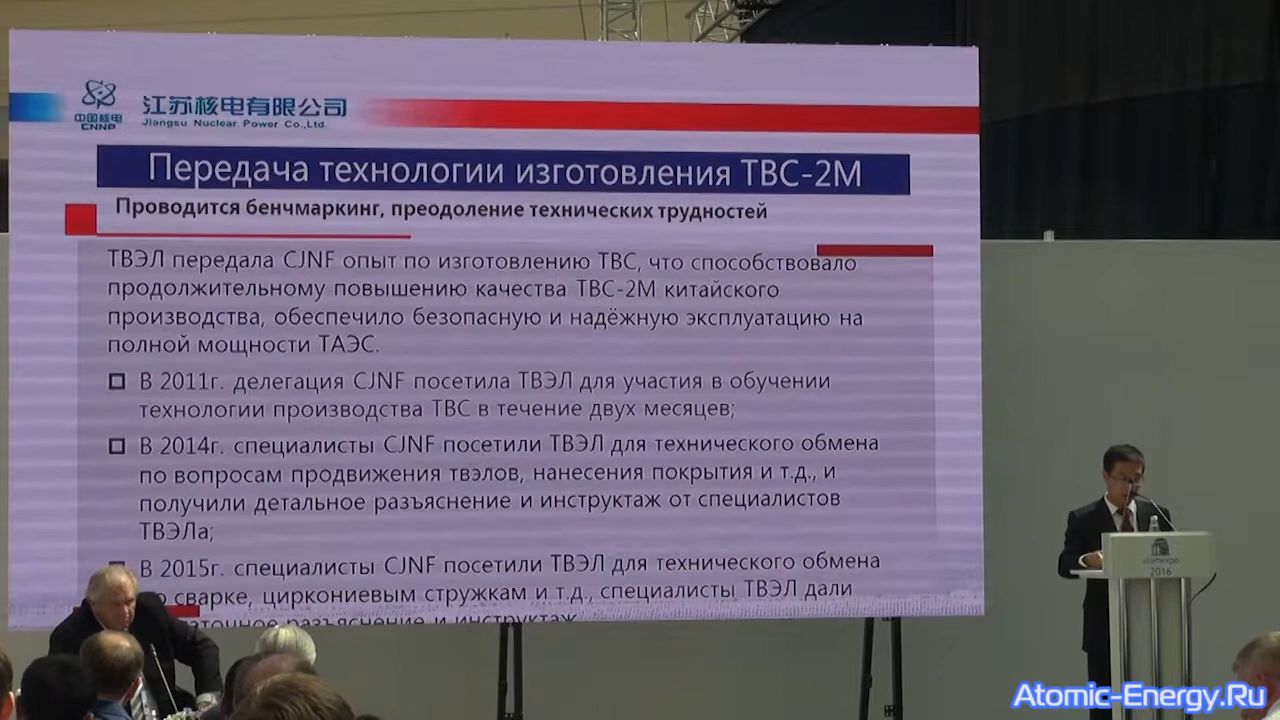 中国核电
CNNP
江苏核电有限公司
Jiangsu Nuclear Power Co.,Ltd.
Передача технологии изготовления ТВС-2М
Проводится бенчмаркинг, преодоление технических трудностей
ТВЭЛ передала CJNF опыт по изготовлению ТВС, что способствовало
продолжительному повышению качества ТВС-2М китайского
производства, обеспечило безопасную и надёжную эксплуатацию на
полной мощности ТАЭС.
В 2011г. делегация CJNF посетила ТВЭЛ для участия в обучении
технологии производства ТВС в течение двух месяцев;
В 2014г. специалисты CJNF посетили ТВЭЛ для технического обмена
по вопросам продвижения твэлов, нанесения покрытия и т.д., и
получили детальное разъяснение и инструктаж от специалистов
ТВЭЛа;
В 2015г. специалисты CJNF посетили ТВЭЛ для технического обмена
по сварке, циркониевым стружкам и т.д., специалисты ТВЭЛ дали
разъяснение и инструктаж
atomexpo
2016
Atomic-Energy.Ru